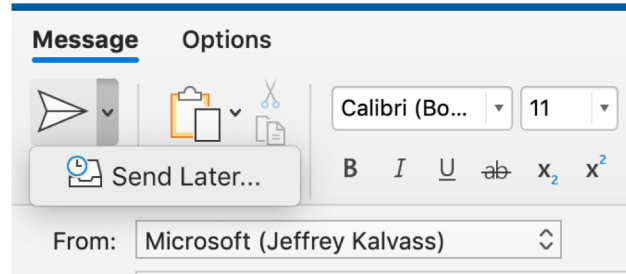 Message Options
Calibri (Bo... 11
B I U ab x₂ x²
Send Later...
From: Microsoft (Jeffrey Kalvass)